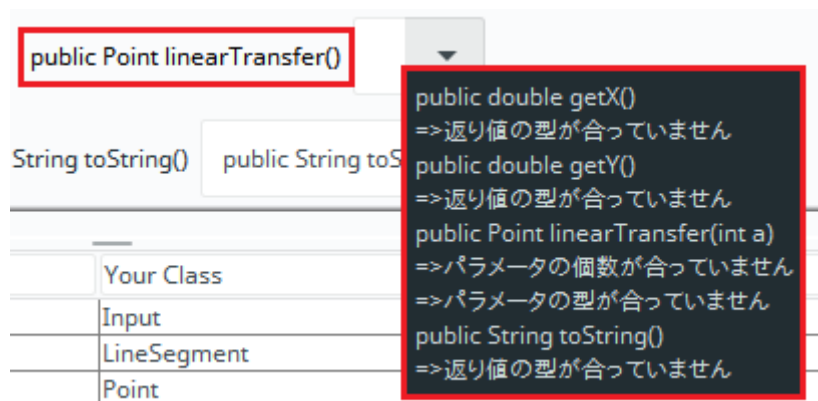 public Point linearTransfer()
public double getX()
=>返り値の型が合っていません
public double getY()
=>返り値の型が合っていません
public Point linearTransfer(int a)
=>パラメータの個数が合っていません
=>パラメータの型が合っていません
public String toString()
=>返り値の型が合っていません
String toString()
public String toS
Your Class
Input
LineSegment
Point